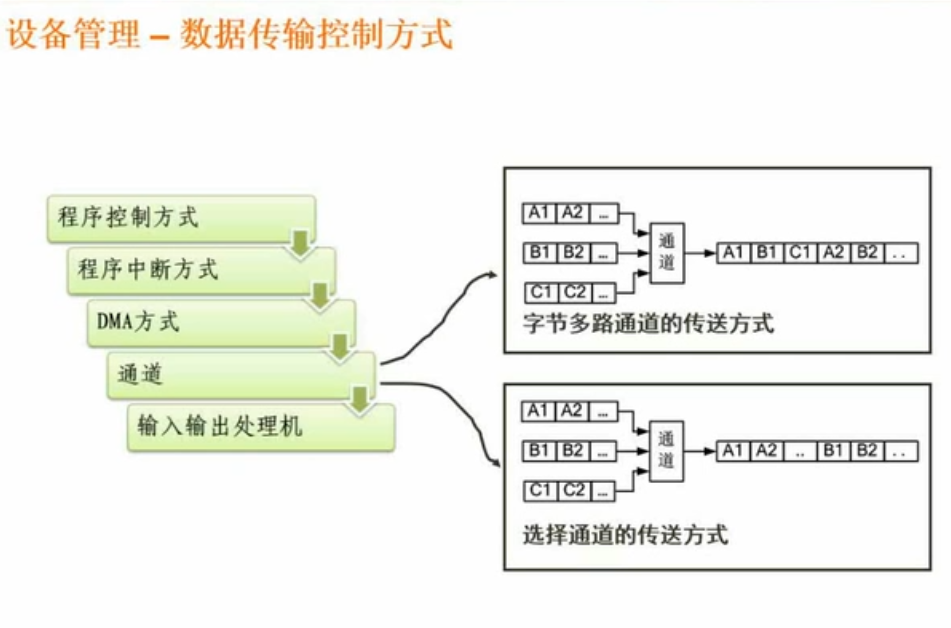 设备管理 – 数据传输控制方式
程序控制方式
程序中断方式
DMA方式
通道
输入输出处理机
A1 A2 ...
B1 B2 ...
C1 C2 ...
通道
A1 B1 C1 A2 B2 ..
字节多路通道的传送方式
A1 A2 ...
B1 B2 ...
C1 C2 ...
通道
A1 A2 .. B1 B2 ..
选择通道的传送方式